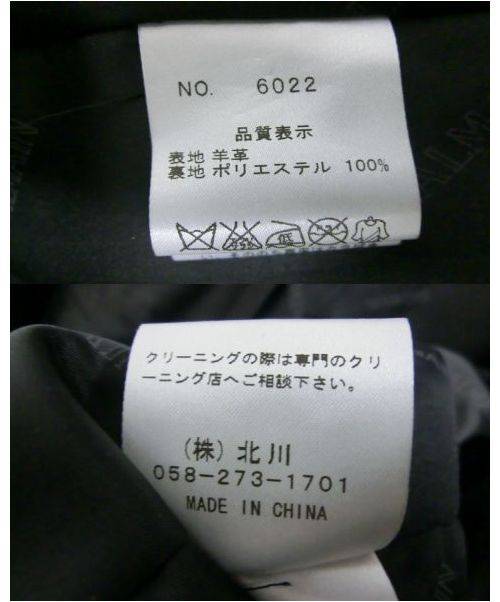 NO. 6022
品質表示
表地 羊革
裏地 ポリエステル 100%
低
クリーニングの際は専門のクリ
ーニング店へご相談下さい。
(株) 北川
058-273-1701
MADE IN CHINA